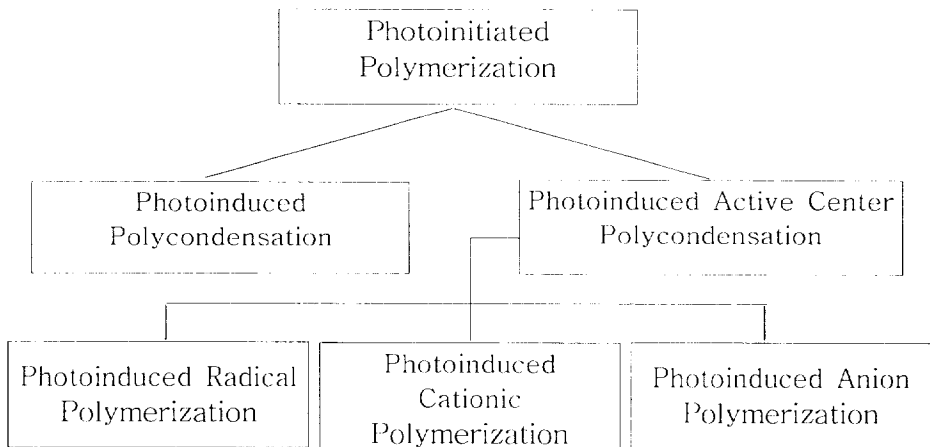 Photoinitiated
Polymerization
Photoinduced
Polycondensation
Photoinduced Active Center
Polycondensation
Photoinduced Radical
Polymerization
Photoinduced
Cationic
Polymerization
Photoinduced Anion
Polymerization